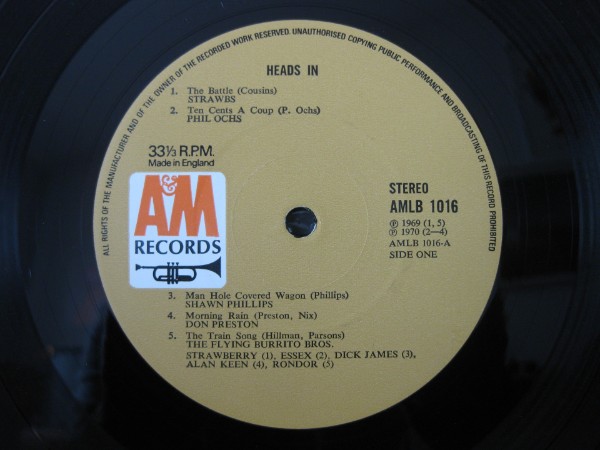 ALL RIGHTS OF THE MANUFACTURER AND OF THE OWNER OF THE RECORDED WORK RESERVED. UNAUTHORISED COPYING PUBLIC PERFORMANCE AND BROADCASTING OF THIS RECORD PROHIBITED
HEADS IN
1. The Battle (Cousins)
STRAWBS
2. Ten Cents A Coup (P. Ochs)
PHIL OCHS
33⅓ R.P.M.
Made in England
A&M
RECORDS
STEREO
AMLB 1016
℗ 1969 (1, 5)
℗ 1970 (2—4)
AMLB 1016-A
SIDE ONE
3. Man Hole Covered Wagon (Phillips)
SHAWN PHILLIPS
4. Morning Rain (Preston, Nix)
DON PRESTON
5. The Train Song (Hillman, Parsons)
THE FLYING BURRITO BROS.
STRAWBERRY (1), ESSEX (2), DICK JAMES (3),
ALAN KEEN (4), RONDOR (5)